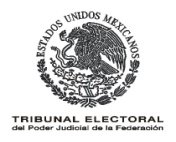 ESTADOS UNIDOS MEXICANOS
TRIBUNAL ELECTORAL
del Poder Judicial de la Federación